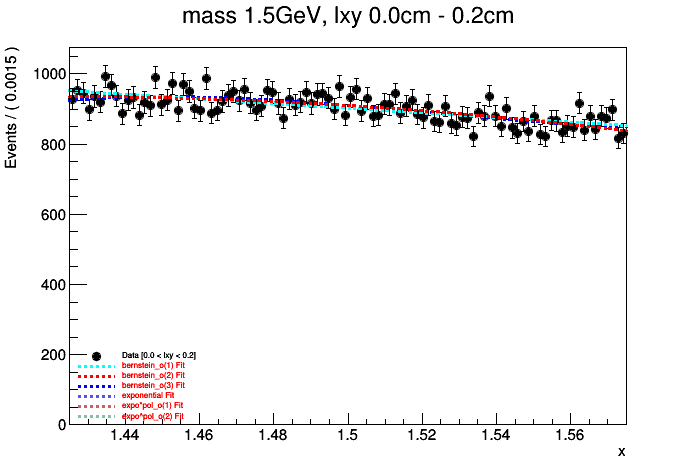 mass 1.5GeV, lxy 0.0cm - 0.2cm
Events / ( 0.0015 )
1000
800
600
400
200
0
Data [0.0 < lxy < 0.2]
bernstein_o(1) Fit
bernstein_o(2) Fit
bernstein_o(3) Fit
exponential Fit
expo*pol_o(1) Fit
expo*pol_o(2) Fit
1.44 1.46 1.48 1.5 1.52 1.54 1.56
x